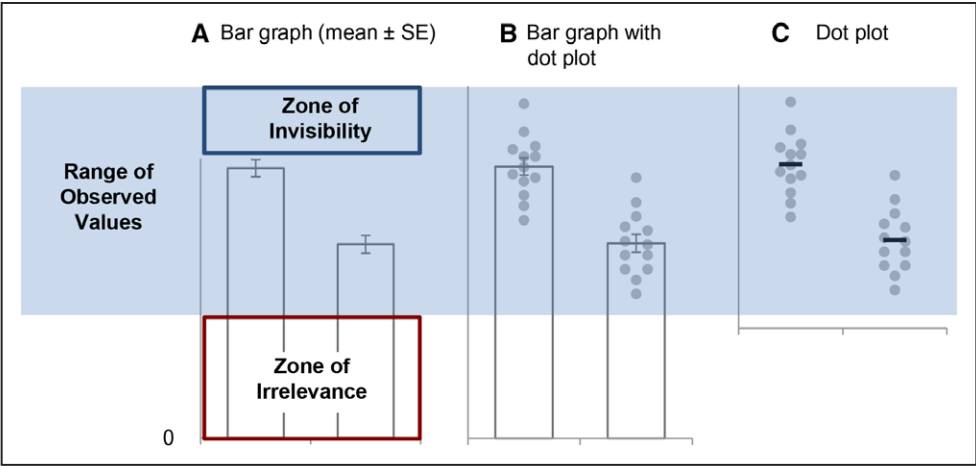 A Bar graph (mean ± SE)
B Bar graph with
dot plot
C Dot plot
Zone of
Invisibility
Range of
Observed
Values
Zone of
Irrelevance
0